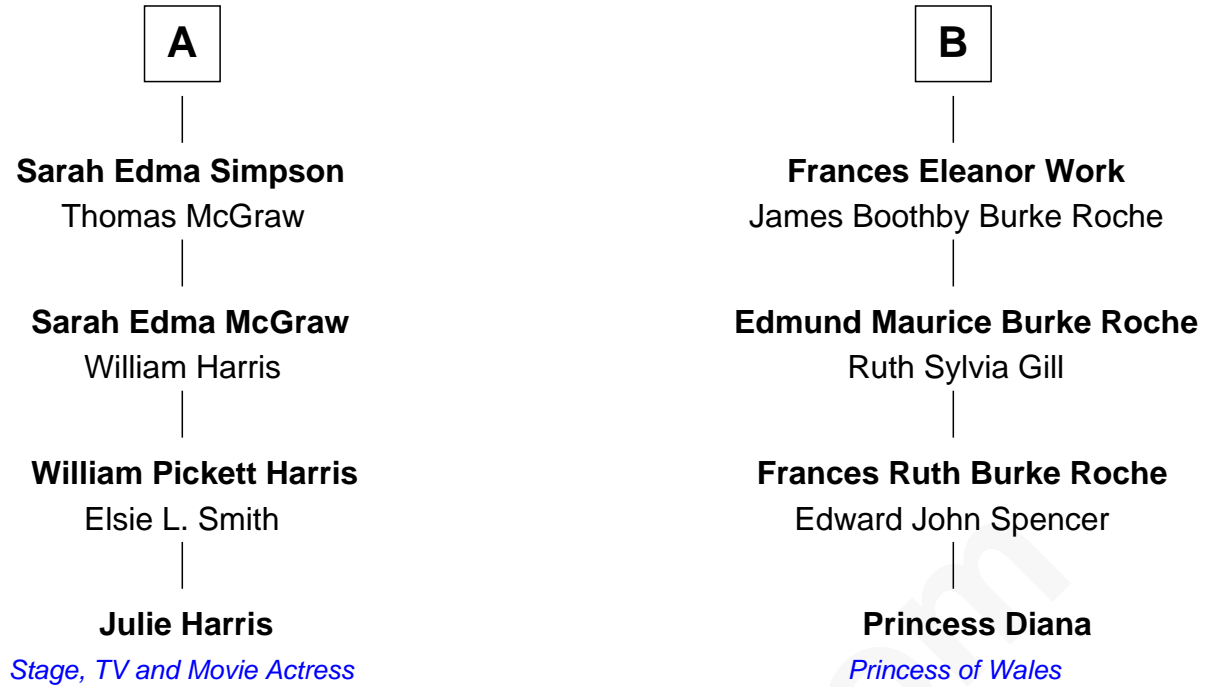 A
Sarah Edma Simpson
Thomas McGraw
Sarah Edma McGraw
William Harris
William Pickett Harris
Elsie L. Smith
Julie Harris
Stage, TV and Movie Actress
B
Frances Eleanor Work
James Boothby Burke Roche
Edmund Maurice Burke Roche
Ruth Sylvia Gill
Frances Ruth Burke Roche
Edward John Spencer
Princess Diana
Princess of Wales